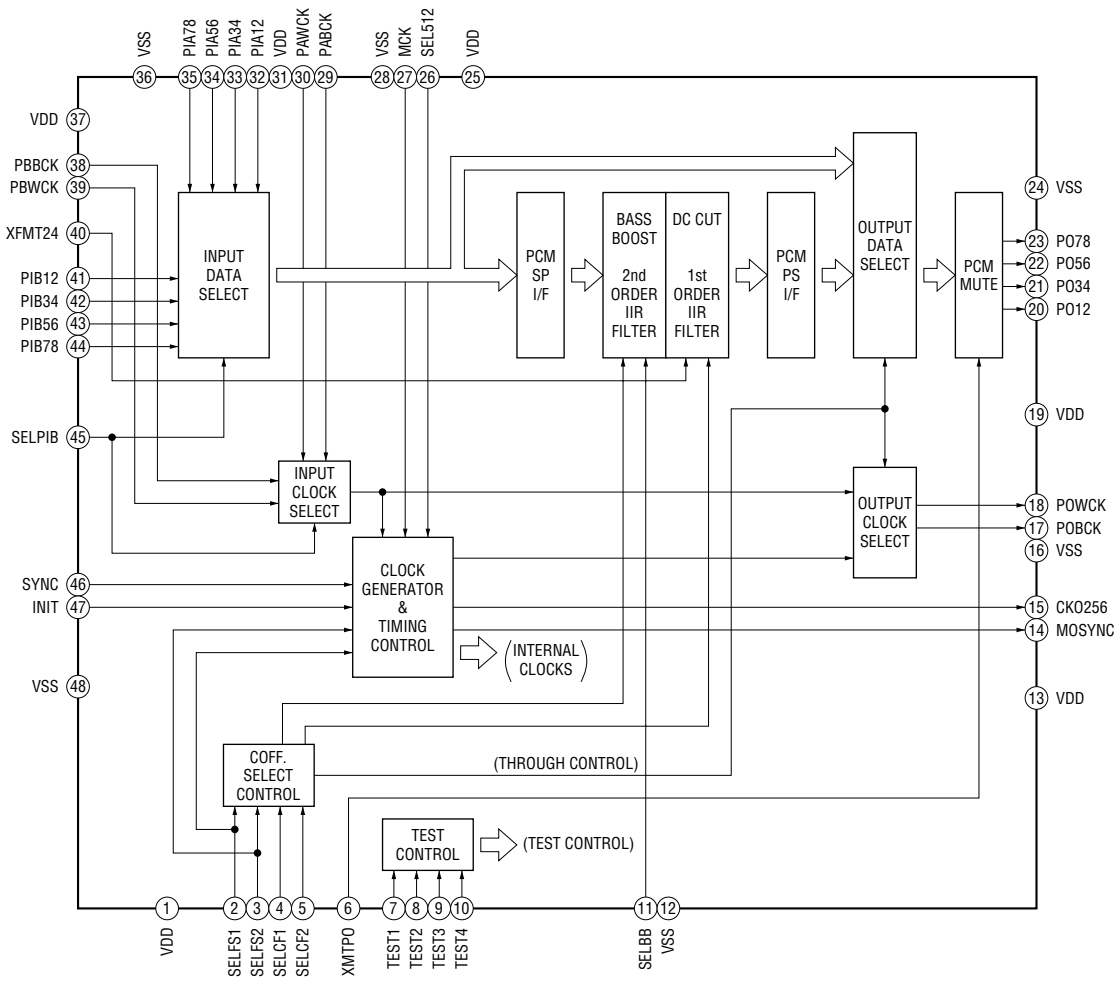 VSS
PIA78
PIA56
PIA34
PIA12
VDD
PAWCK
PABCK
VSS
MCK
SEL512
VDD
36
35
34
33
32
31
30
29
28
27
26
25
VDD 37
PBBCK 38
PBWCK 39
XFMT24 40
PIB12 41
PIB34 42
PIB56 43
PIB78 44
SELPIB 45
SYNC 46
INIT 47
VSS 48
INPUT
DATA
SELECT
PCM
SP
I/F
BASS
BOOST
2nd
ORDER
IIR
FILTER
DC CUT
1st
ORDER
IIR
FILTER
PCM
PS
I/F
OUTPUT
DATA
SELECT
PCM
MUTE
24 VSS
23 PO78
22 PO56
21 PO34
20 PO12
19 VDD
18 POWCK
17 POBCK
16 VSS
15 CKO256
14 MOSYNC
13 VDD
INPUT
CLOCK
SELECT
OUTPUT
CLOCK
SELECT
CLOCK
GENERATOR
&
TIMING
CONTROL
(INTERNAL
CLOCKS)
COFF.
SELECT
CONTROL
(THROUGH CONTROL)
TEST
CONTROL
(TEST CONTROL)
1
2
3
4
5
6
7
8
9
10
11
12
VDD
SELFS1
SELFS2
SELCF1
SELCF2
XMTPO
TEST1
TEST2
TEST3
TEST4
SELBB
VSS